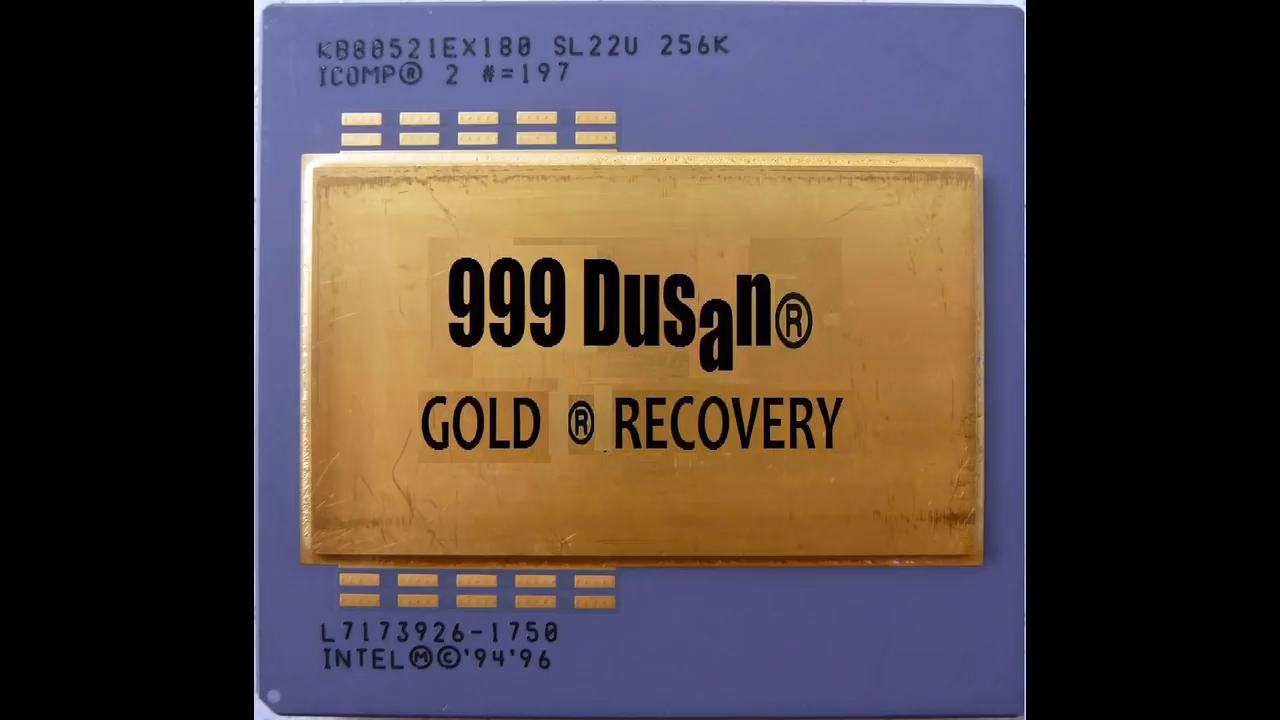 KB80521EX180 SL22U 256K
ICOMP® 2 #=197
999 Dusan®
GOLD ® RECOVERY
L7173926-1750
INTEL Ⓜ©'94'96